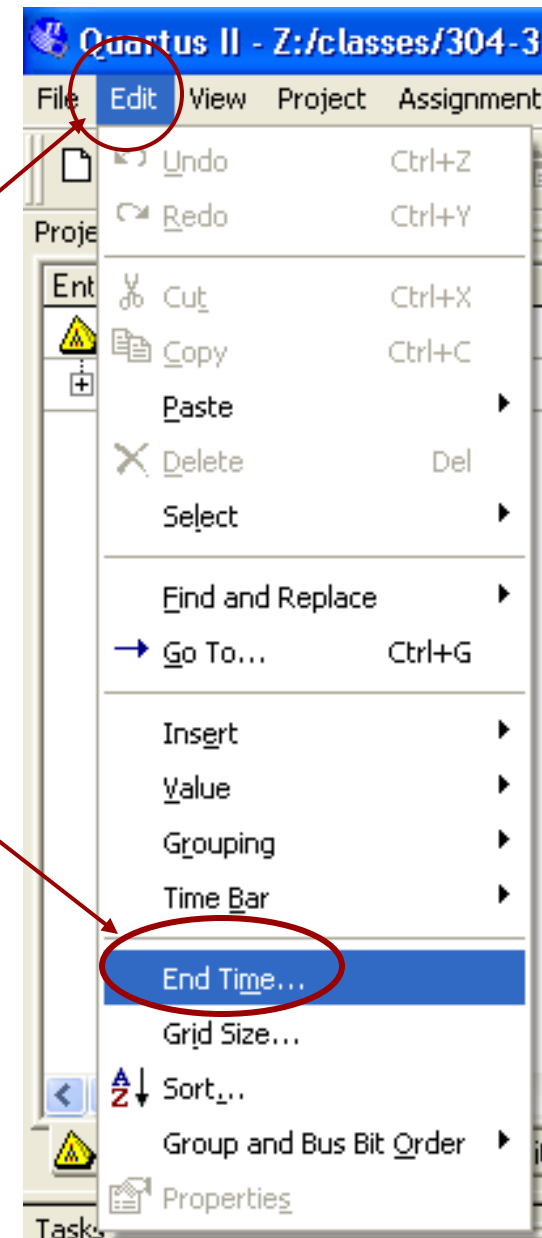 Quartus II - Z:/classes/304-3
File Edit View Project Assignment
Undo Ctrl+Z
Proje
Redo Ctrl+Y
Ent
Cut Ctrl+X
Copy Ctrl+C
Paste
Delete Del
Select
Find and Replace
Go To... Ctrl+G
Insert
Value
Grouping
Time Bar
End Time...
Grid Size...
A
Z Sort...
Group and Bus Bit Order
Properties
Tasks